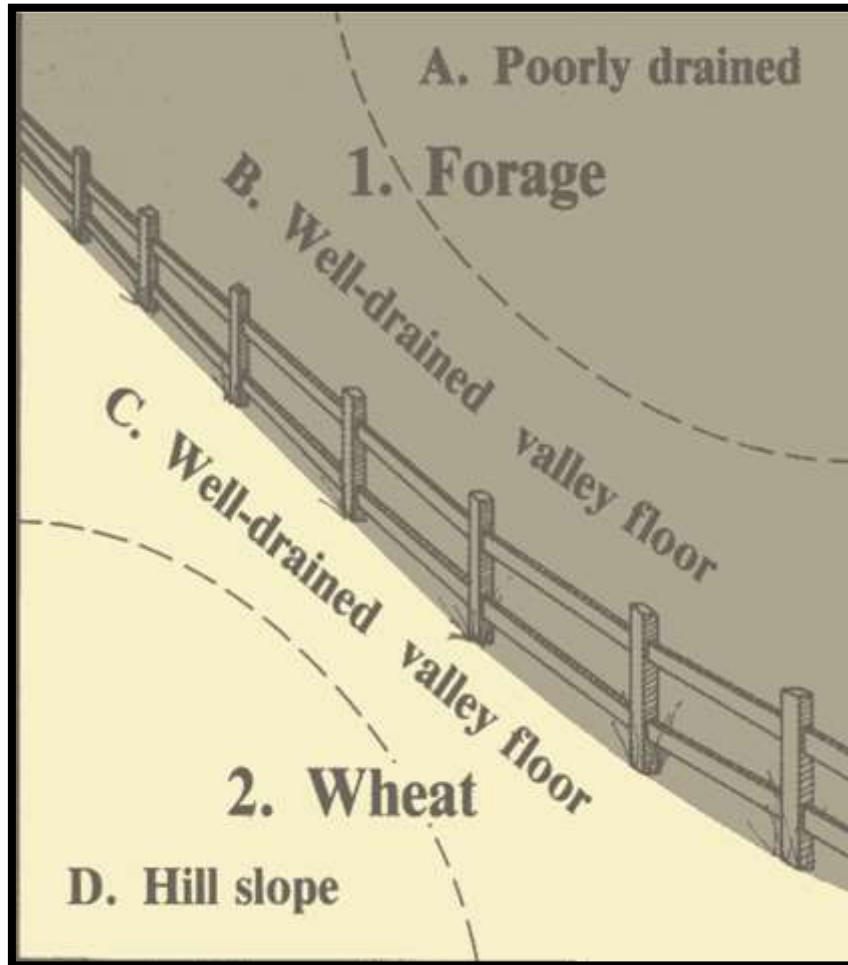 A. Poorly drained
1. Forage
B. Well-drained valley floor
C. Well-drained valley floor
2. Wheat
D. Hill slope